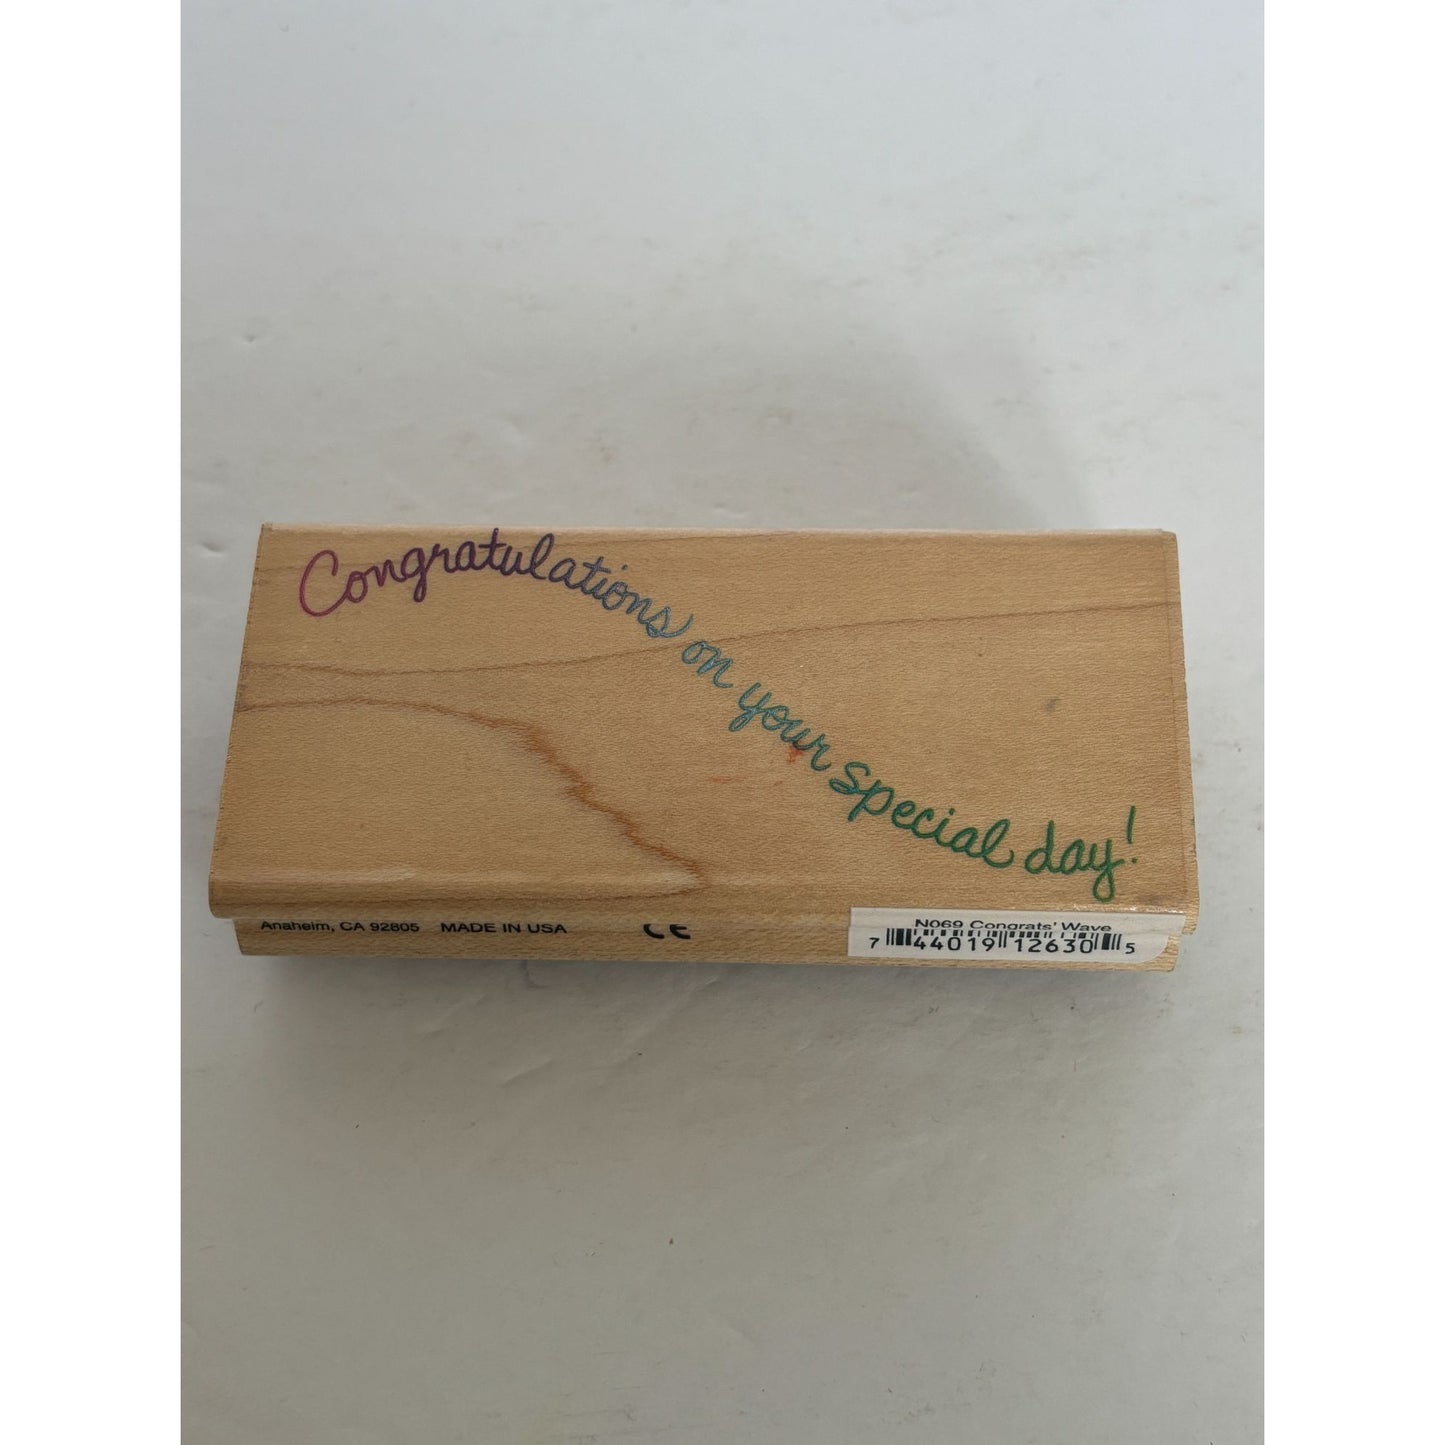 Congratulations on your special day!
Anaheim, CA 92805 MADE IN USA CE
N069 Congrats' Wave
7 44019 12630 5